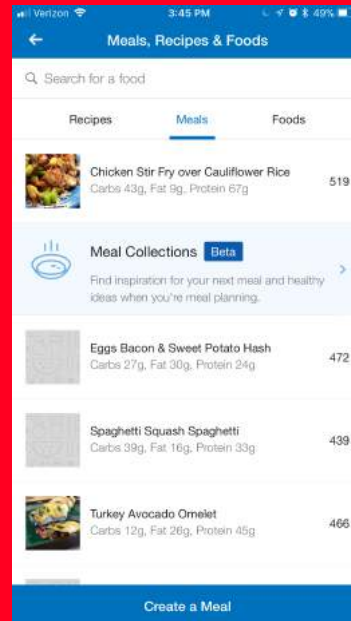 Verizon 3:45 PM 49%
Meals, Recipes & Foods
Search for a food
Recipes Meals Foods
Chicken Stir Fry over Cauliflower Rice
Carbs 43g, Fat 9g, Protein 67g
519
Meal Collections Beta
Find inspiration for your next meal and healthy
ideas when you're meal planning.
Eggs Bacon & Sweet Potato Hash
Carbs 27g, Fat 30g, Protein 24g
472
Spaghetti Squash Spaghetti
Carbs 39g, Fat 16g, Protein 33g
439
Turkey Avocado Omelet
Carbs 12g, Fat 26g, Protein 45g
466
Create a Meal